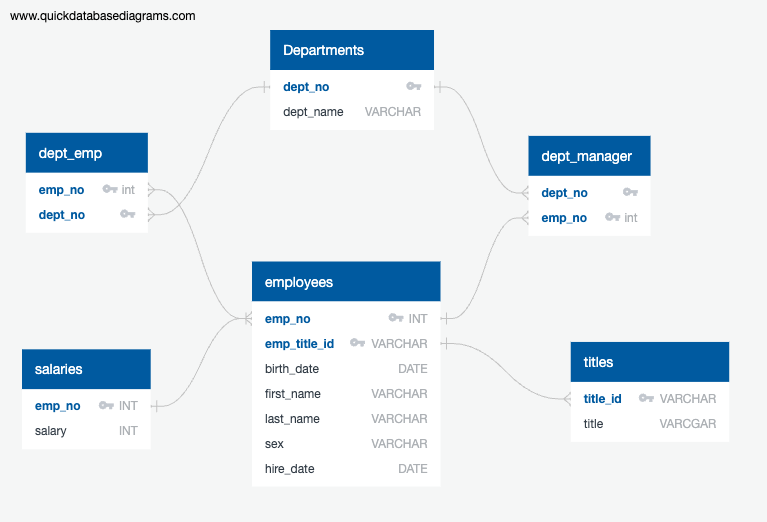 www.quickdatabasediagrams.com
Departments
dept_no
dept_name VARCHAR
dept_emp
emp_no int
dept_no
dept_manager
dept_no
emp_no int
employees
emp_no INT
emp_title_id VARCHAR
birth_date DATE
first_name VARCHAR
last_name VARCHAR
sex VARCHAR
hire_date DATE
salaries
emp_no INT
salary INT
titles
title_id VARCHAR
title VARCGAR